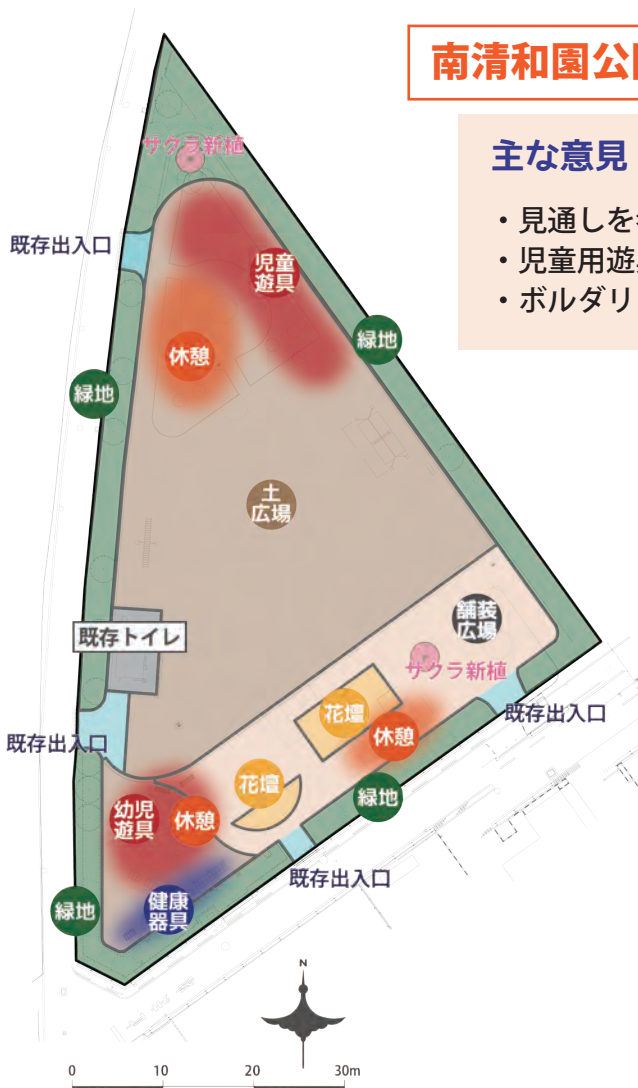 南清和園公
主な意見
・見通しを
・児童用遊
・ボルダリ
サクラ新植
既存出入口
児童
遊具
緑地
休憩
緑地
土
広場
舗装
広場
既存トイレ
サクラ新植
花壇
既存出入口
休憩
既存出入口
花壇
緑地
幼児
遊具
休憩
既存出入口
健康
器具
緑地
N
0 10 20 30m